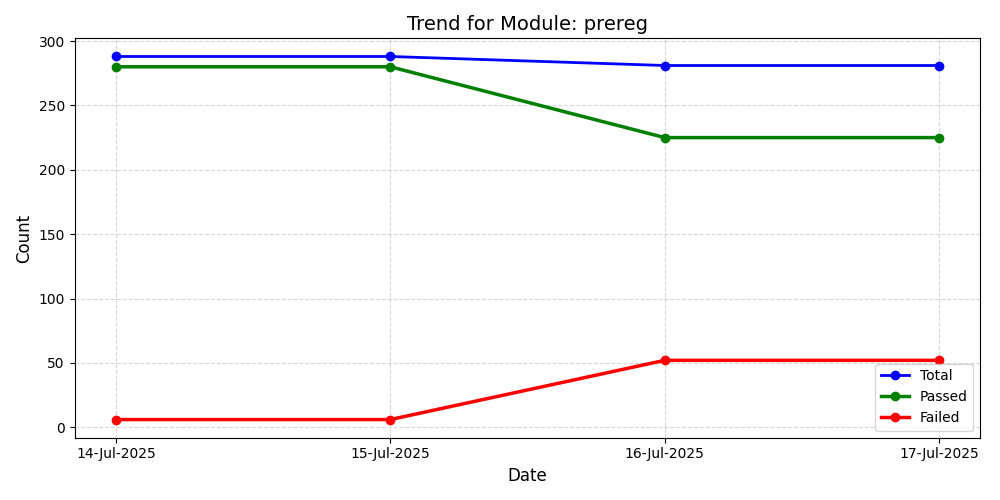 Trend for Module: prereg
Count
300
250
200
150
100
50
0
14-Jul-2025
15-Jul-2025
16-Jul-2025
17-Jul-2025
Date
Total
Passed
Failed